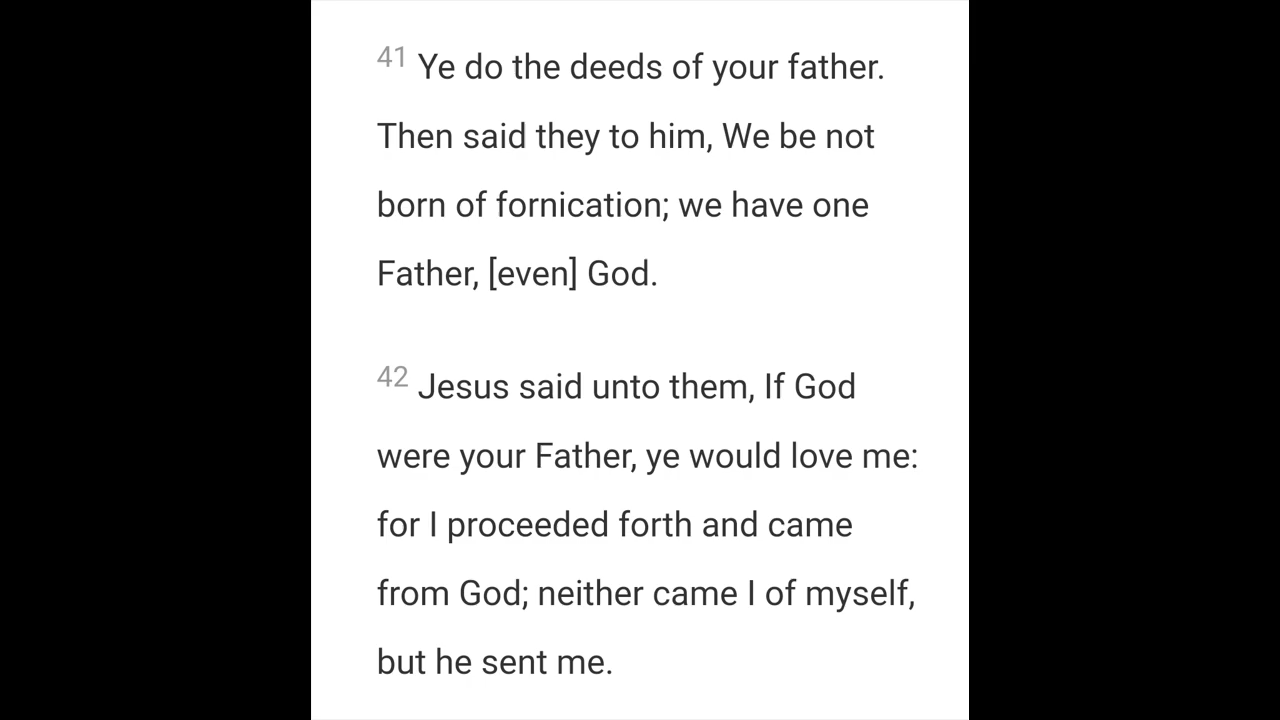 41 Ye do the deeds of your father.
Then said they to him, We be not
born of fornication; we have one
Father, [even] God.
42 Jesus said unto them, If God
were your Father, ye would love me:
for I proceeded forth and came
from God; neither came I of myself,
but he sent me.